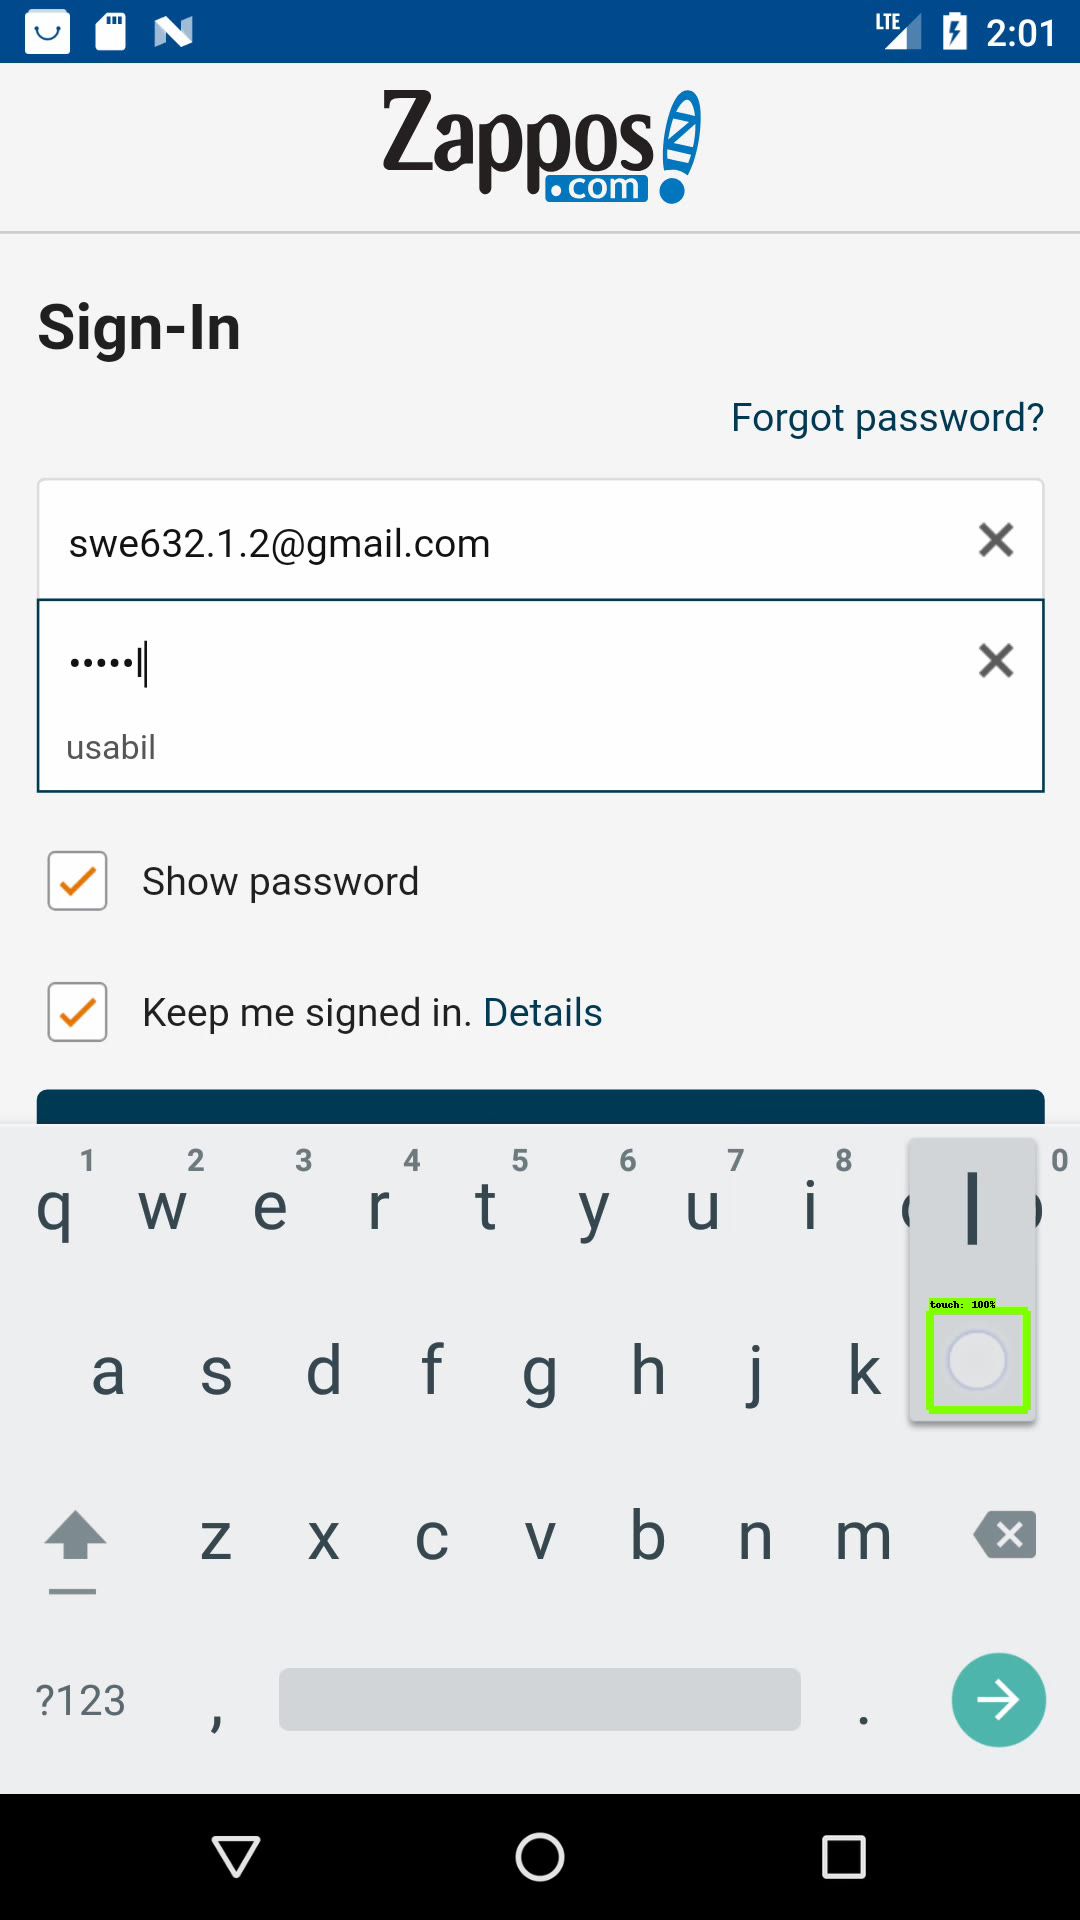 LTE 2:01
Zappos
.com
Sign-In
Forgot password?
swe632.1.2@gmail.com
•••••l
usabil
Show password
Keep me signed in. Details
1 2 3 4 5 6 7 8 0
q w e r t y u i l
touch: 100%
a s d f g h j k
z x c v b n m
?123 , .